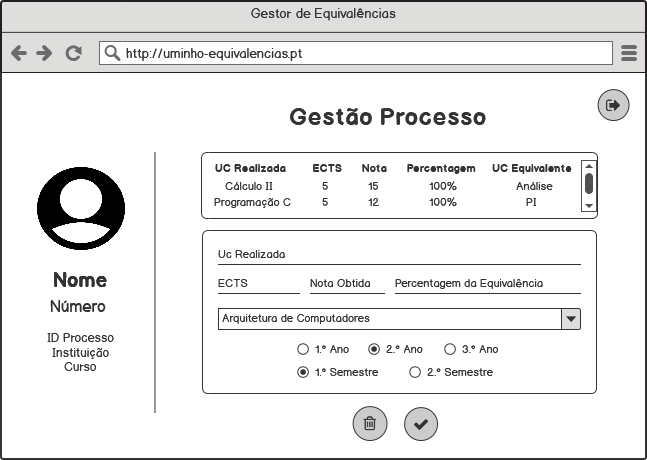 Gestor de Equivalências
http://uminho-equivalencias.pt
Gestão Processo
UC Realizada ECTS Nota Percentagem UC Equivalente
Cálculo II 5 15 100% Análise
Programação C 5 12 100% PI
Nome
Número
ID Processo
Instituição
Curso
Uc Realizada
ECTS Nota Obtida Percentagem da Equivalência
Arquitetura de Computadores
1.º Ano 2.º Ano 3.º Ano
1.º Semestre 2.º Semestre